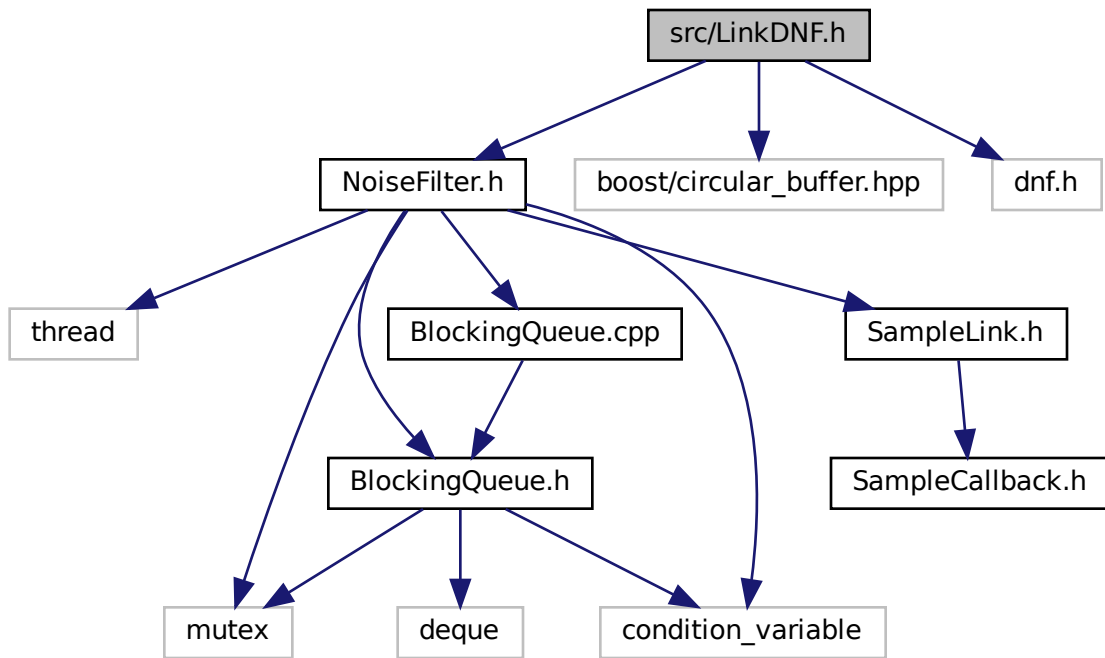 src/LinkDNF.h
NoiseFilter.h
boost/circular_buffer.hpp
dnf.h
thread
BlockingQueue.cpp
SampleLink.h
BlockingQueue.h
SampleCallback.h
mutex
deque
condition_variable